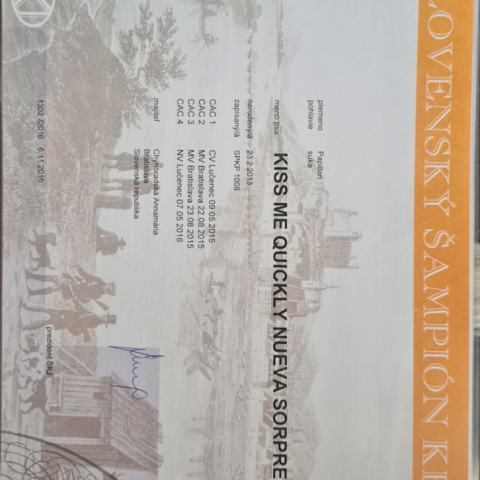 LOVENSKÝ ŠAMPIÓN K
plemeno Papillon
pohlavie suka
meno psa KISS ME QUICKLY NUEVA SORPRE
narodený/á 23.2.2013
zapísaný/á SPKP 1006
CAC 1 CV Lučenec 09.05.2015
CAC 2 MV Bratislava 22.08.2015
CAC 3 MV Bratislava 23.08.2015
CAC 4 NV Lučenec 07.05.2016
majiteľ Chyhoradská Annamária
Bratislava
Slovenská republika
1302 /2016 6.11.2016
prezident SKJ